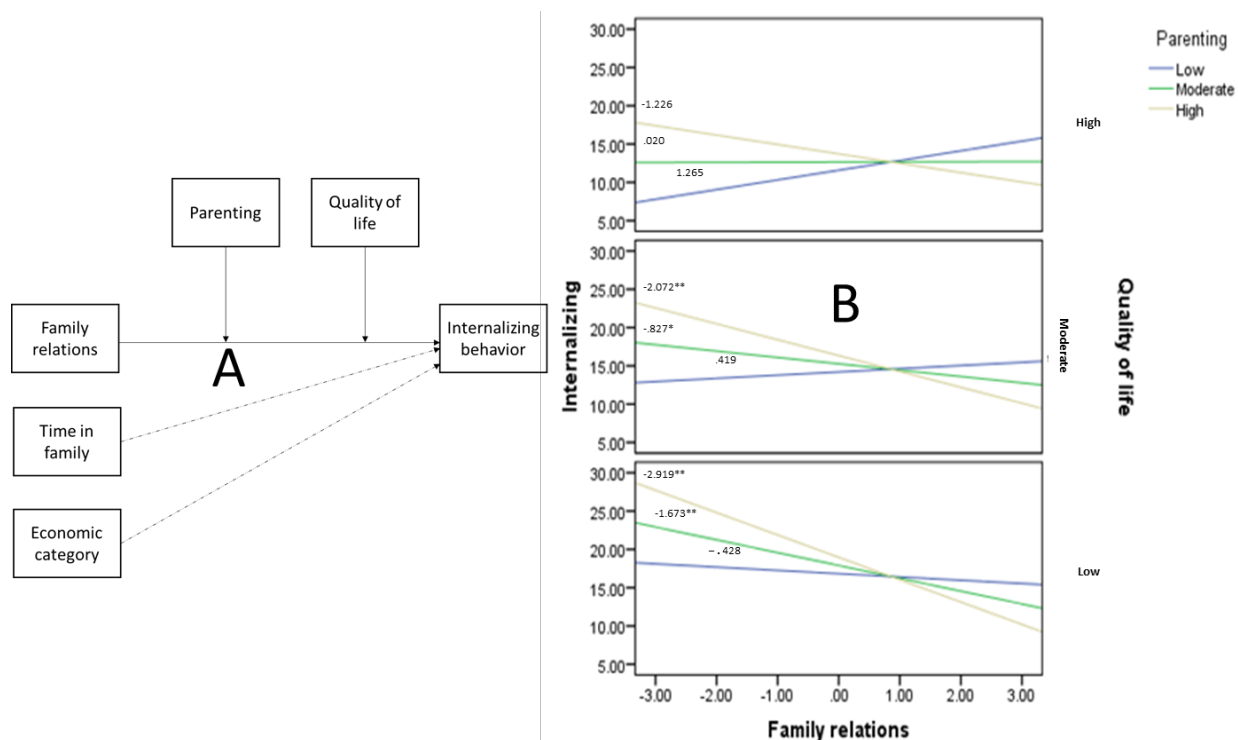 Parenting
Quality of
life
Family
relations
A
Internalizing
behavior
Time in
family
Economic
category
30.00
25.00
20.00
15.00
10.00
5.00
-1.226
.020
1.265
High
Parenting
Low
Moderate
High
30.00
25.00
20.00
15.00
10.00
5.00
-2.072**
-.827*
.419
B
Moderate
Internalizing
Quality of life
30.00
25.00
20.00
15.00
10.00
5.00
-2.919**
-1.673**
-.428
Low
-3.00 -2.00 -1.00 .00 1.00 2.00 3.00
Family relations